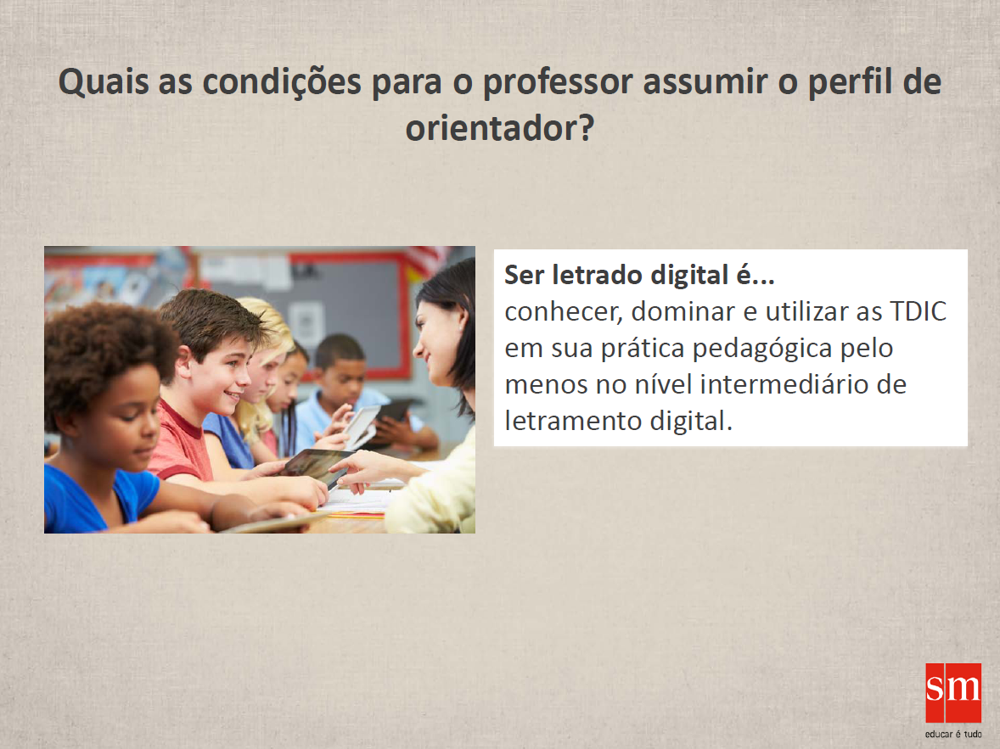 Quais as condições para o professor assumir o perfil de
orientador?
Ser letrado digital é...
conhecer, dominar e utilizar as TDIC
em sua prática pedagógica pelo
menos no nível intermediário de
letramento digital.
sm
educar é tudo